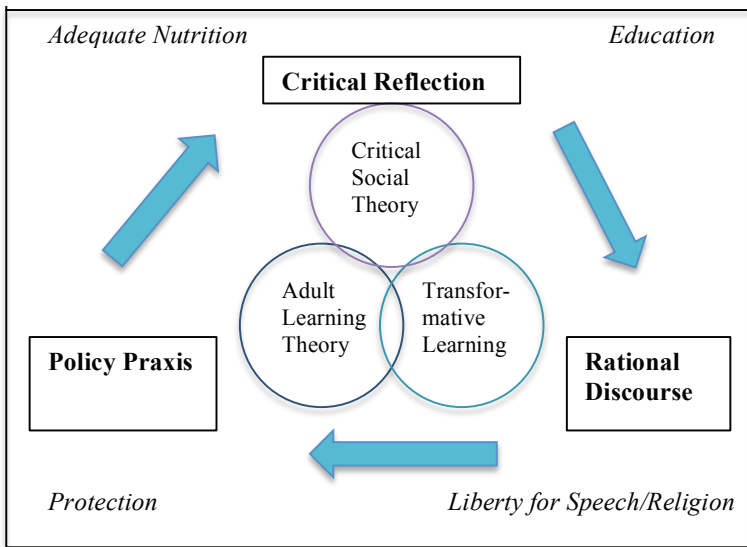 Adequate Nutrition
Education
Critical Reflection
Critical
Social
Theory
Adult
Learning
Theory
Transfor-
mative
Learning
Policy Praxis
Rational
Discourse
Protection
Liberty for Speech/Religion